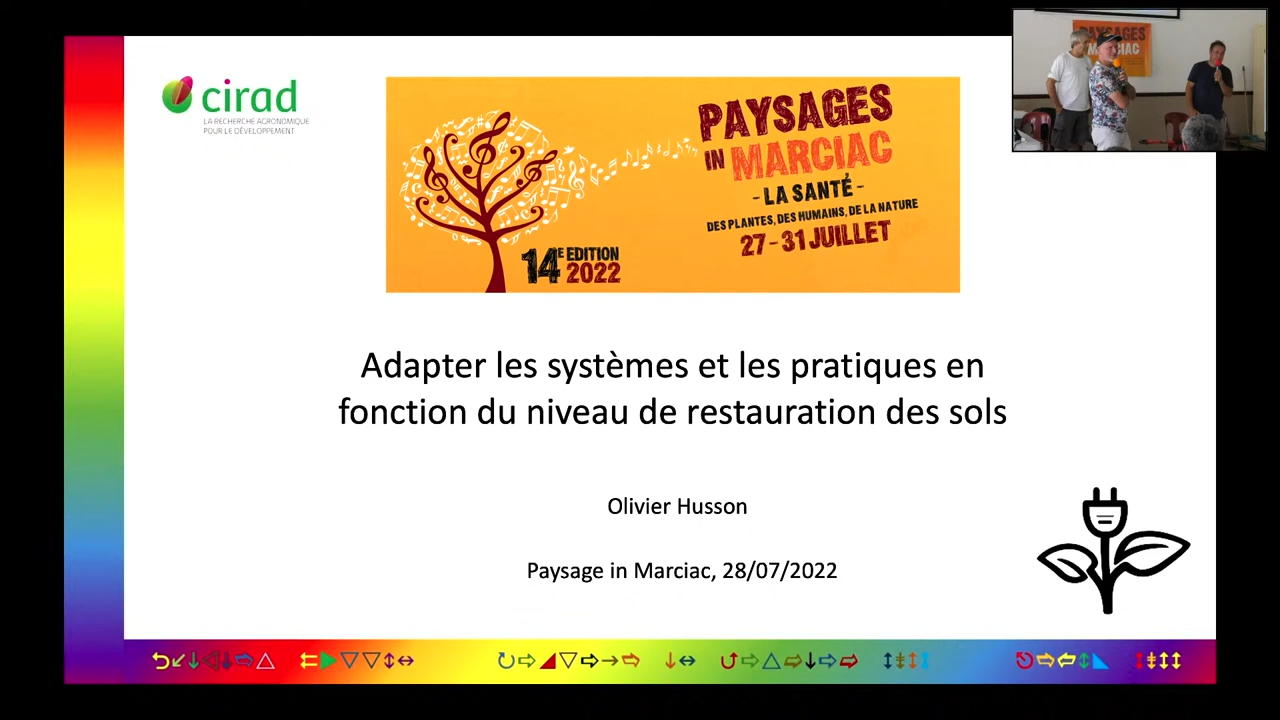 cirad
LA RECHERCHE AGRONOMIQUE
POUR LE DÉVELOPPEMENT
PAYSAGES
IN MARCIAC
- LA SANTÉ -
DES PLANTES, DES HUMAINS, DE LA NATURE
27 - 31 JUILLET
14E EDITION
2022
PAYSAGES
MARCIAC
Adapter les systèmes et les pratiques en
fonction du niveau de restauration des sols
Olivier Husson
Paysage in Marciac, 28/07/2022